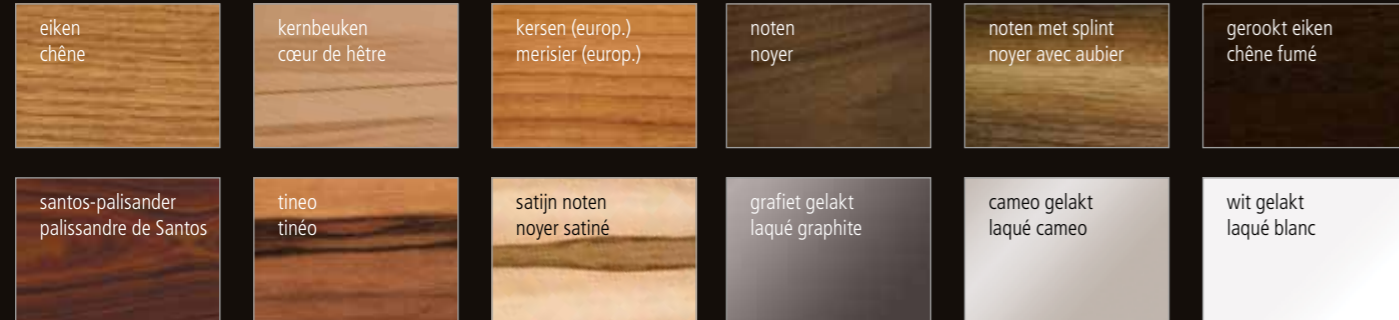 eiken
chêne
kernbeuken
cœur de hêtre
kersen (europ.)
merisier (europ.)
noten
noyer
noten met splint
noyer avec aubier
gerookt eiken
chêne fumé
santos-palisander
palissandre de Santos
tineo
tinéo
satijn noten
noyer satiné
grafiet gelakt
laqué graphite
cameo gelakt
laqué cameo
wit gelakt
laqué blanc